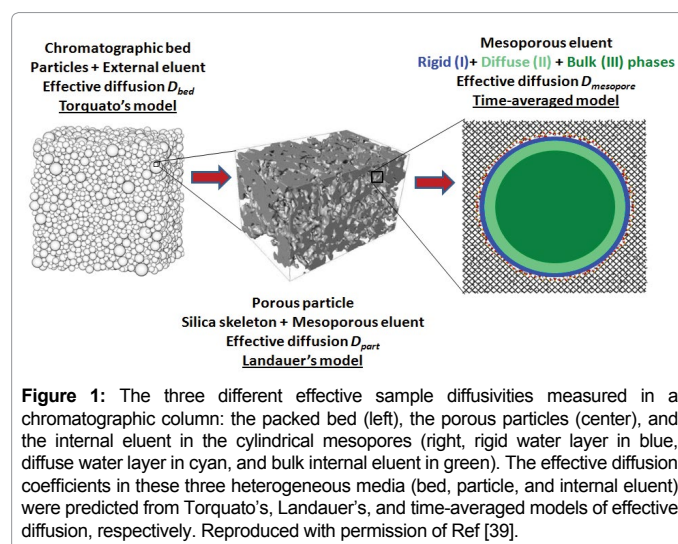 Chromatographic bed
Particles + External eluent
Effective diffusion Dbed
Torquato's model
Mesoporous eluent
Rigid (I)+ Diffuse (II) + Bulk (III) phases
Effective diffusion Dmesopore
Time-averaged model
Porous particle
Silica skeleton + Mesoporous eluent
Effective diffusion Dpart
Landauer's model
Figure 1: The three different effective sample diffusivities measured in a
chromatographic column: the packed bed (left), the porous particles (center), and
the internal eluent in the cylindrical mesopores (right, rigid water layer in blue,
diffuse water layer in cyan, and bulk internal eluent in green). The effective diffusion
coefficients in these three heterogeneous media (bed, particle, and internal eluent)
were predicted from Torquato's, Landauer's, and time-averaged models of effective
diffusion, respectively. Reproduced with permission of Ref [39].